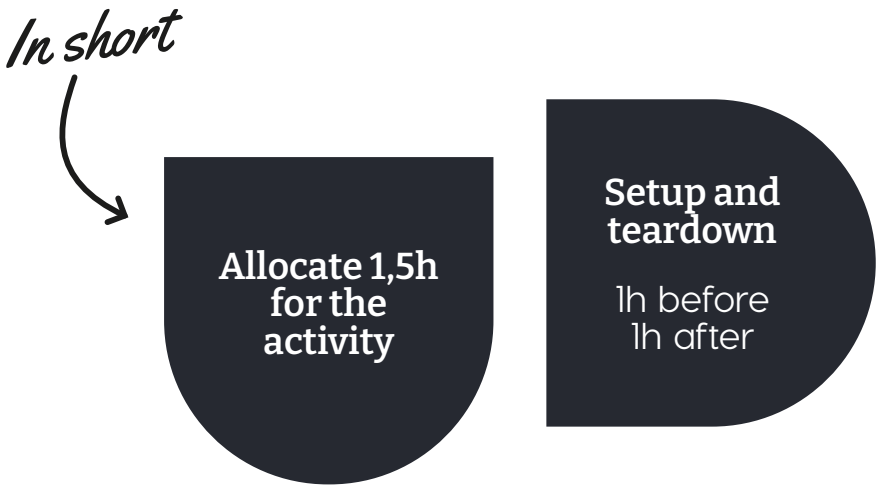 In short
Allocate 1,5h
for the
activity
Setup and
teardown
1h before
1h after